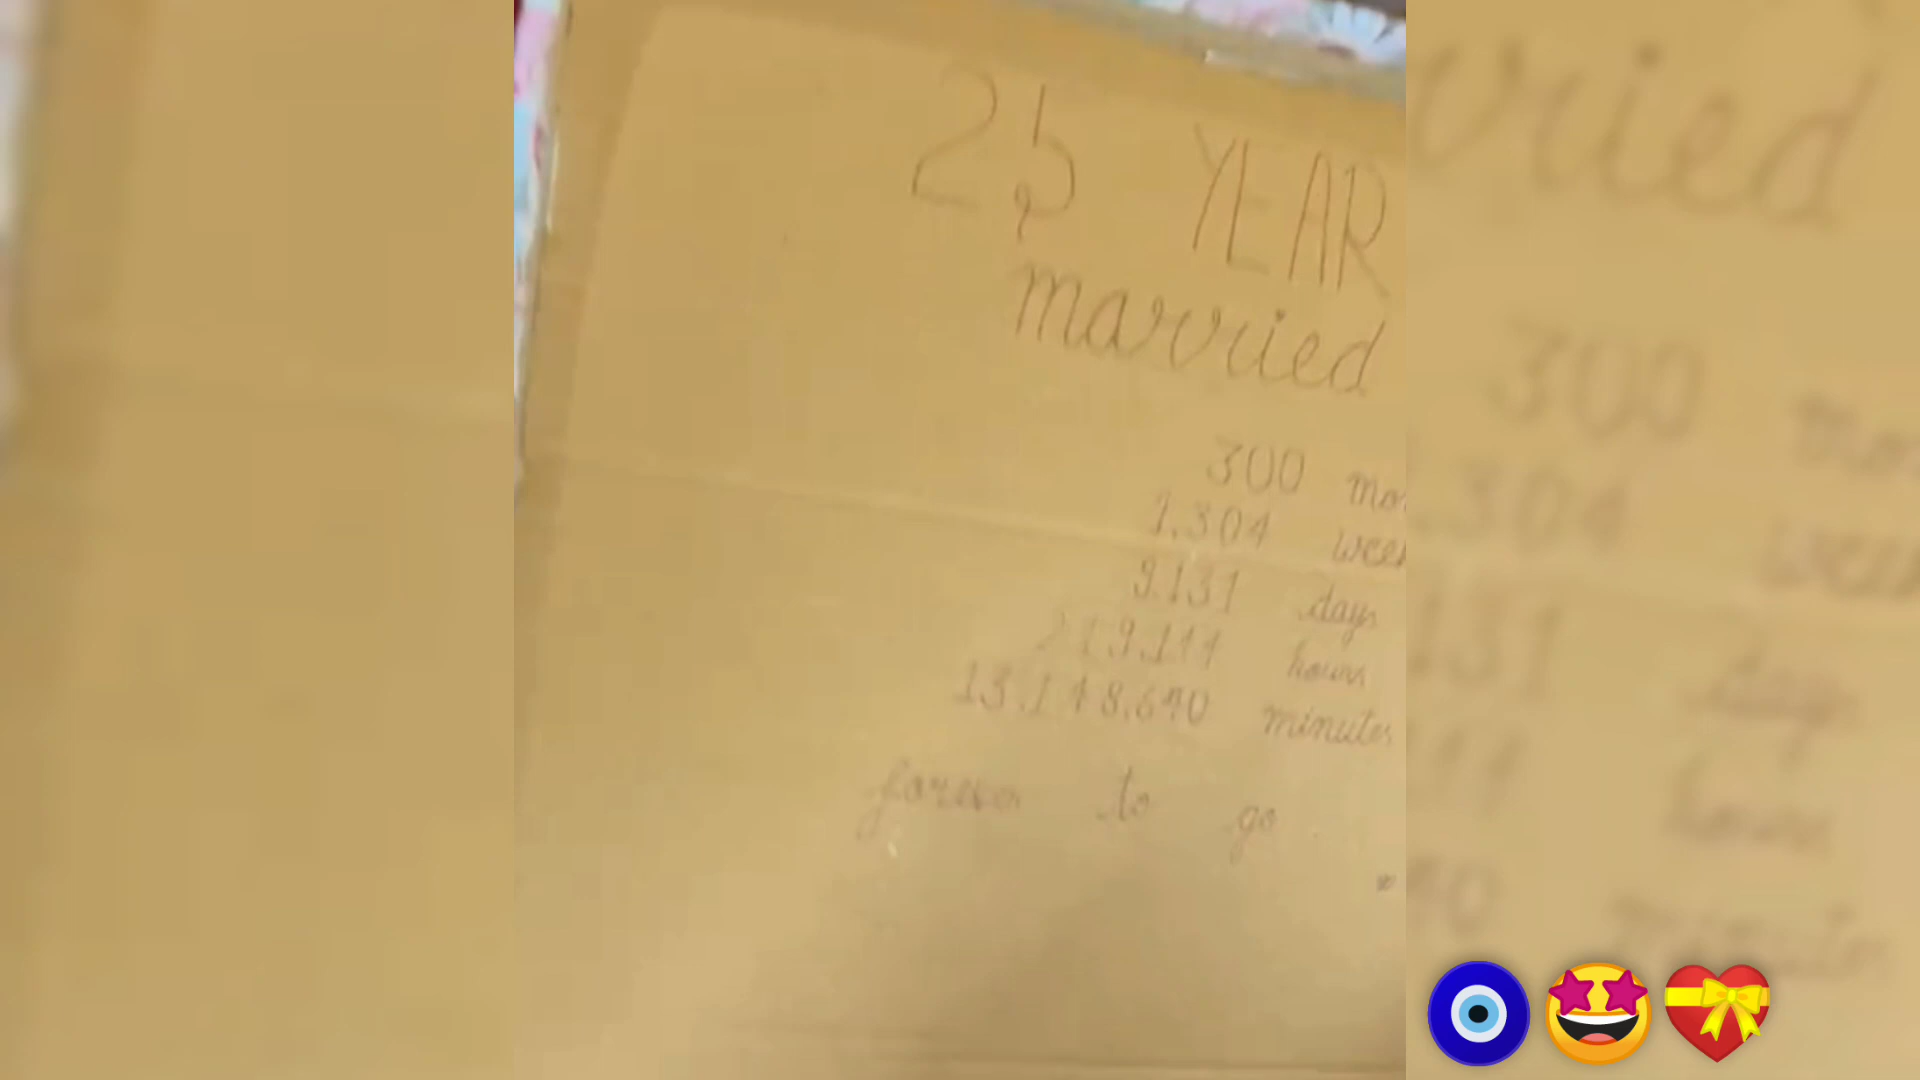 25 YEAR
married
300 mo
1.304 wee
9.131 days
219.144 hours
13.148.640 minutes
forever to go.